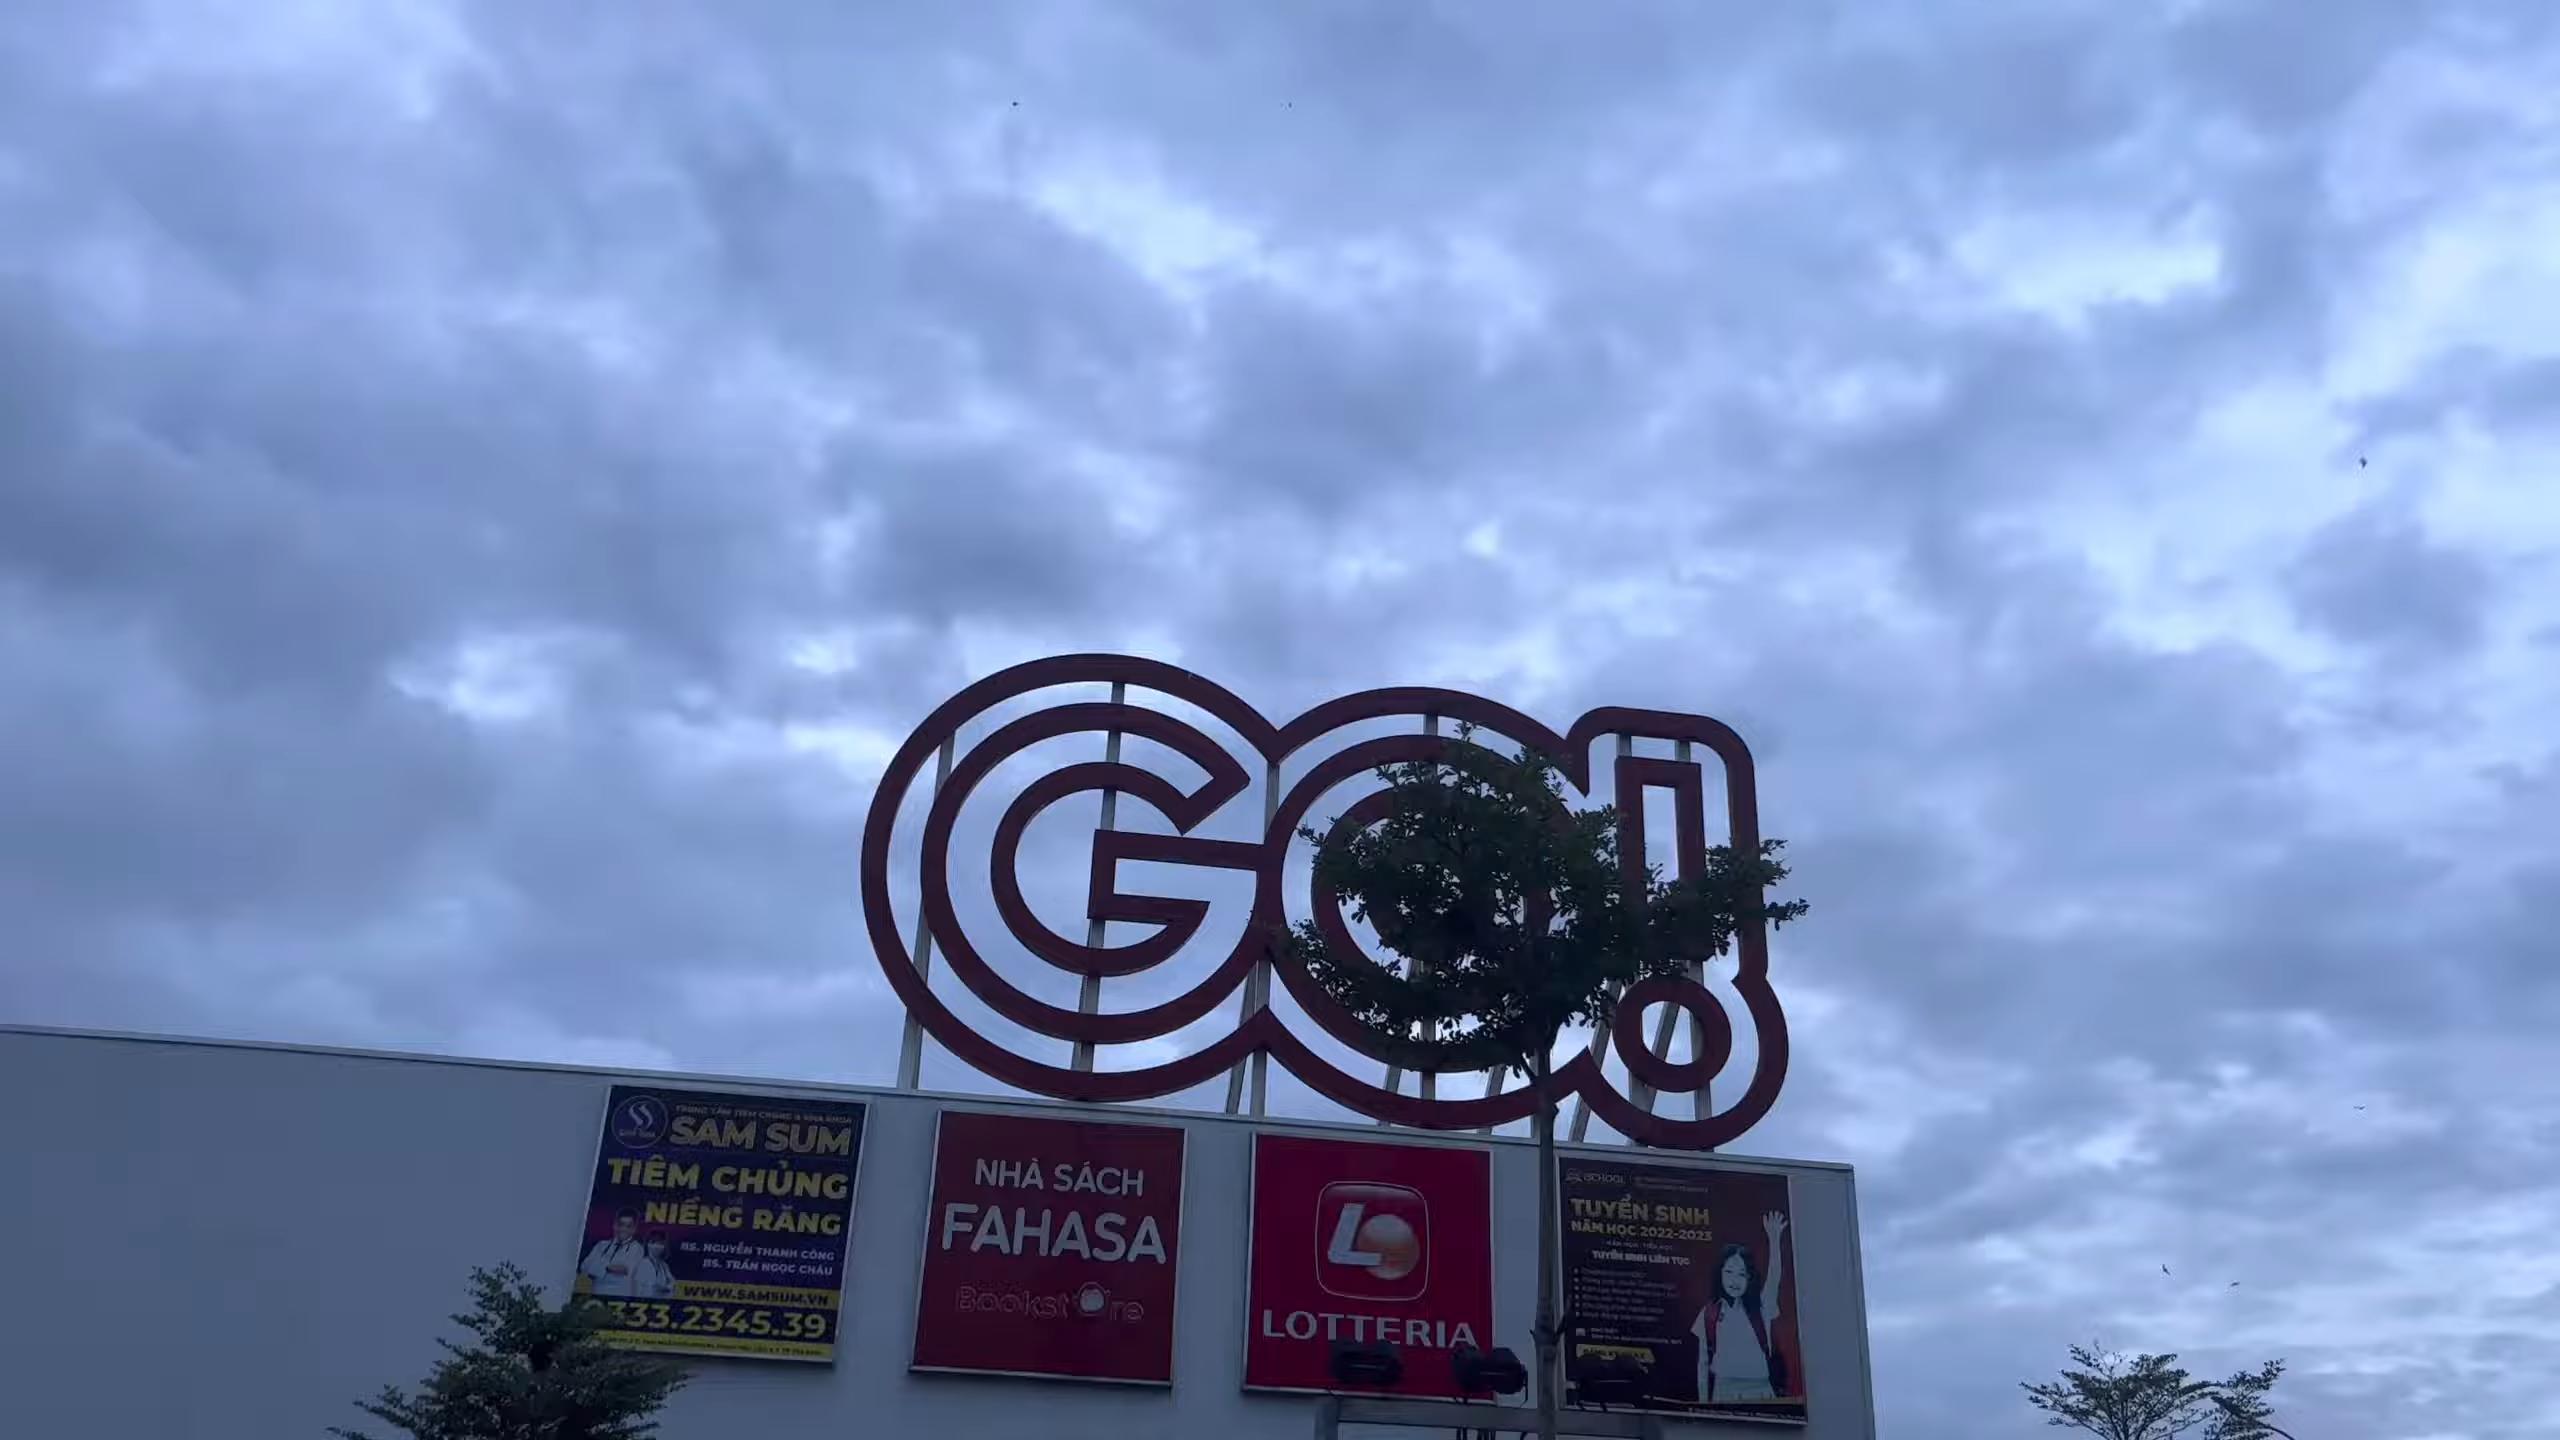 GO!
TRUNG TÂM TIÊM CHỦNG & NHA KHOA
SAM SUM
TIÊM CHỦNG
NIỀNG RĂNG
BS. NGUYỄN THANH CÔNG
BS. TRẦN NGỌC CHÂU
WWW.SAMSUM.VN
0333.2345.39
NHÀ SÁCH
FAHASA
Bookstore
L
LOTTERIA
iSCHOOL
TUYỂN SINH
NĂM HỌC 2022-2023
TUYỂN SINH LIÊN TỤC